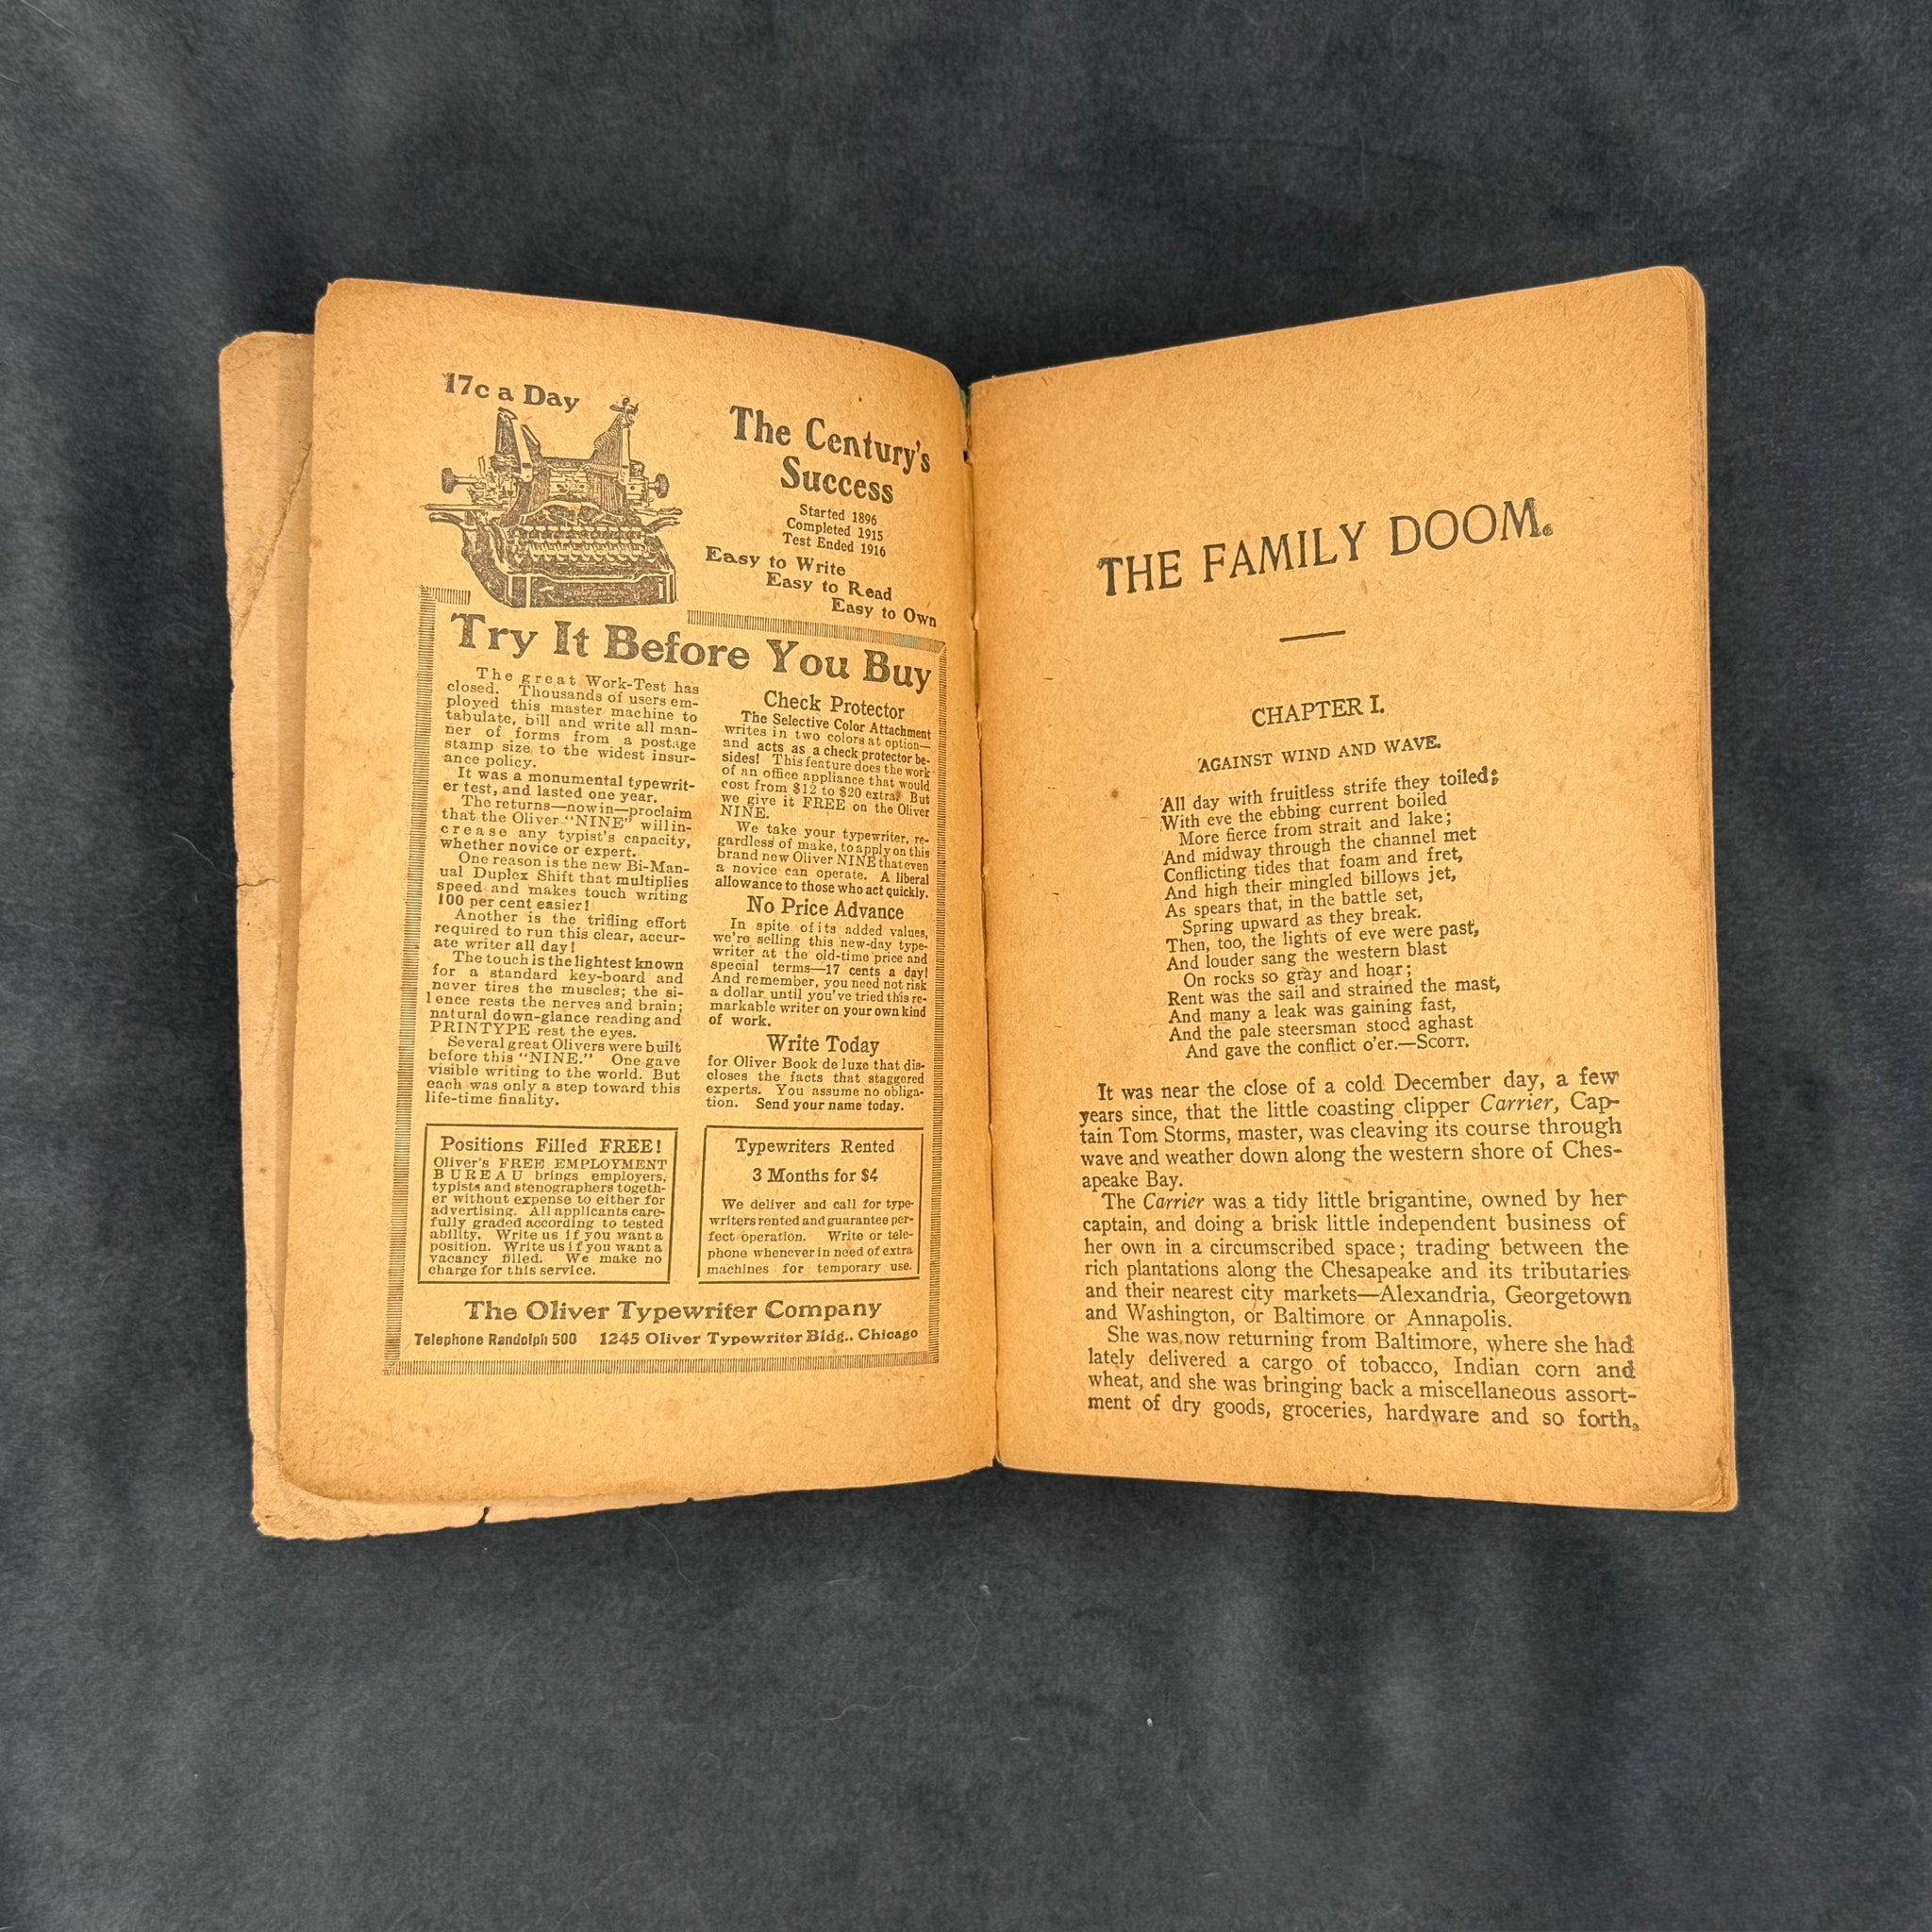 17c a Day
The Century's
Success
Started 1896
Completed 1915
Test Ended 1916
Easy to Write
Easy to Read
Easy to Own
Try It Before You Buy
The great Work-Test has
closed. Thousands of users em-
ployed this master machine to
tabulate, bill and write all man-
ner of forms from a postage
stamp size to the widest insur-
ance policy.
It was a monumental typewrit-
er test, and lasted one year.
The returns—now in—proclaim
that the Oliver "NINE" will in-
crease any typist's capacity,
whether novice or expert.
One reason is the new Bi-Man-
ual Duplex Shift that multiplies
speed and makes touch writing
100 per cent easier!
Another is the trifling effort
required to run this clear, accur-
ate writer all day!
The touch is the lightest known
for a standard key-board and
never tires the muscles; the si-
lence rests the nerves and brain;
natural down-glance reading and
PRINTYPE rest the eyes.
Several great Olivers were built
before this "NINE." One gave
visible writing to the world. But
each was only a step toward this
life-time finality.
Check Protector
The Selective Color Attachment
writes in two colors at option—
and acts as a check protector be-
sides! This feature does the work
of an office appliance that would
cost from $12 to $20 extra. But
we give it FREE on the Oliver
NINE.
We take your typewriter, re-
gardless of make, to apply on this
brand new Oliver NINE that even
a novice can operate. A liberal
allowance to those who act quickly.
No Price Advance
In spite of its added values,
we're selling this new-day type-
writer at the old-time price and
special terms—17 cents a day!
And remember, you need not risk
a dollar until you've tried this re-
markable writer on your own kind
of work.
Write Today
for Oliver Book de luxe that dis-
closes the facts that staggered
experts. You assume no obliga-
tion. Send your name today.
Positions Filled FREE!
Oliver's FREE EMPLOYMENT
BUREAU brings employers,
typists and stenographers togeth-
er without expense to either for
advertising. All applicants care-
fully graded according to tested
ability. Write us if you want a
position. Write us if you want a
vacancy filled. We make no
charge for this service.
Typewriters Rented
3 Months for $4
We deliver and call for type-
writers rented and guarantee per-
fect operation. Write or tele-
phone whenever in need of extra
machines for temporary use.
The Oliver Typewriter Company
Telephone Randolph 500 1245 Oliver Typewriter Bldg., Chicago
THE FAMILY DOOM.
CHAPTER I.
AGAINST WIND AND WAVE.
All day with fruitless strife they toiled;
With eve the ebbing current boiled
More fierce from strait and lake;
And midway through the channel met
Conflicting tides that foam and fret,
And high their mingled billows jet,
As spears that, in the battle set,
Spring upward as they break.
Then, too, the lights of eve were past,
And louder sang the western blast
On rocks so gray and hoar;
Rent was the sail and strained the mast,
And many a leak was gaining fast,
And the pale steersman stood aghast
And gave the conflict o'er.—SCOTT.
It was near the close of a cold December day, a few
years since, that the little coasting clipper Carrier, Cap-
tain Tom Storms, master, was cleaving its course through
wave and weather down along the western shore of Ches-
apeake Bay.
The Carrier was a tidy little brigantine, owned by her
captain, and doing a brisk little independent business of
her own in a circumscribed space; trading between the
rich plantations along the Chesapeake and its tributaries
and their nearest city markets—Alexandria, Georgetown
and Washington, or Baltimore or Annapolis.
She was now returning from Baltimore, where she had
lately delivered a cargo of tobacco, Indian corn and
wheat, and she was bringing back a miscellaneous assort-
ment of dry goods, groceries, hardware and so forth,